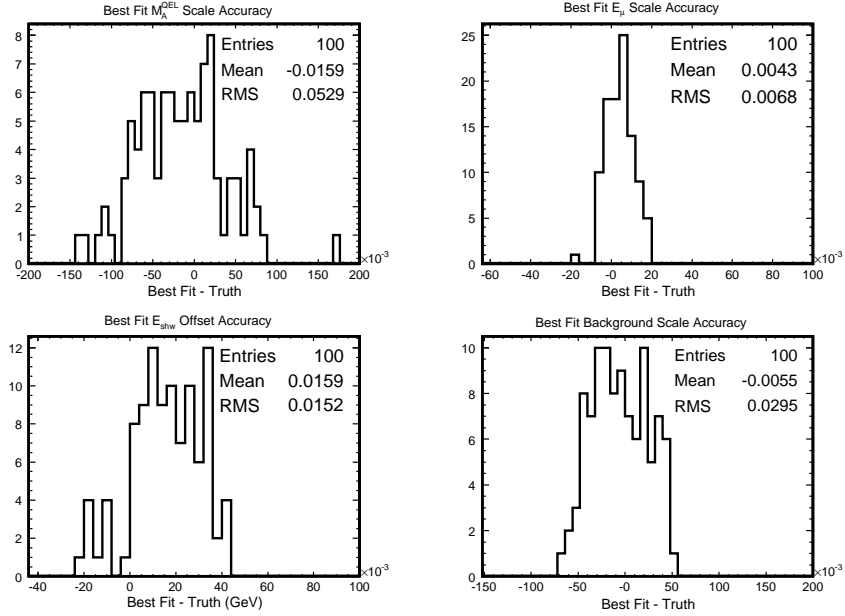 Best Fit M_A^QEL Scale Accuracy
Entries 100
Mean -0.0159
RMS 0.0529
8
7
6
5
4
3
2
1
0
-200 -150 -100 -50 0 50 100 150 200
×10⁻³
Best Fit - Truth
Best Fit E_μ Scale Accuracy
Entries 100
Mean 0.0043
RMS 0.0068
25
20
15
10
5
0
-60 -40 -20 -0 20 40 60 80 100
×10⁻³
Best Fit - Truth
Best Fit E_shw Offset Accuracy
Entries 100
Mean 0.0159
RMS 0.0152
12
10
8
6
4
2
0
-40 -20 0 20 40 60 80 100
×10⁻³
Best Fit - Truth (GeV)
Best Fit Background Scale Accuracy
Entries 100
Mean -0.0055
RMS 0.0295
10
8
6
4
2
0
-150 -100 -50 -0 50 100 150 200
×10⁻³
Best Fit - Truth